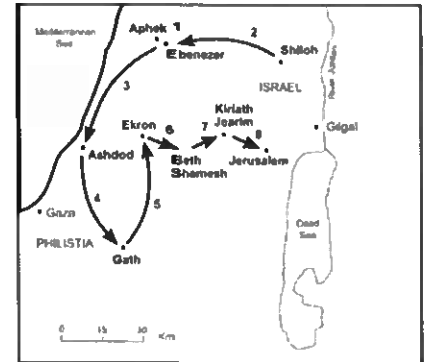 Mediterranean
Sea
Aphek
1
Ebenezer
2
Shiloh
River Jordan
ISRAEL
3
Kiriath
Jearim
Gilgal
Ekron
6
7
8
Ashdod
Beth
Shamesh
Jerusalem
4
5
Gaza
Dead
Sea
PHILISTIA
Gath
0
15
30
Km